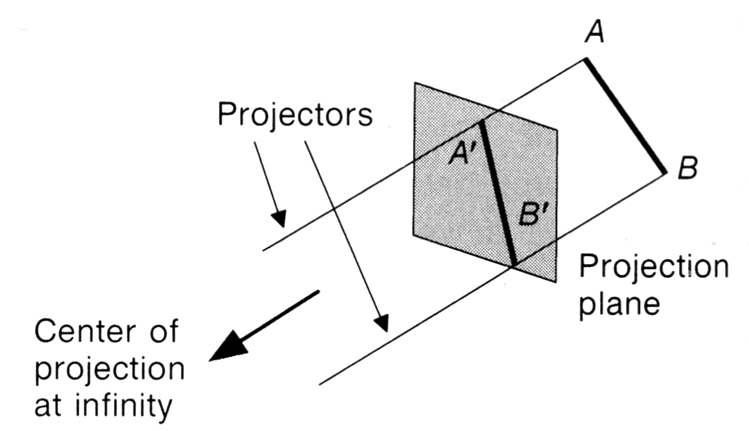 A
Projectors
A'
B
B'
Projection
plane
Center of
projection
at infinity